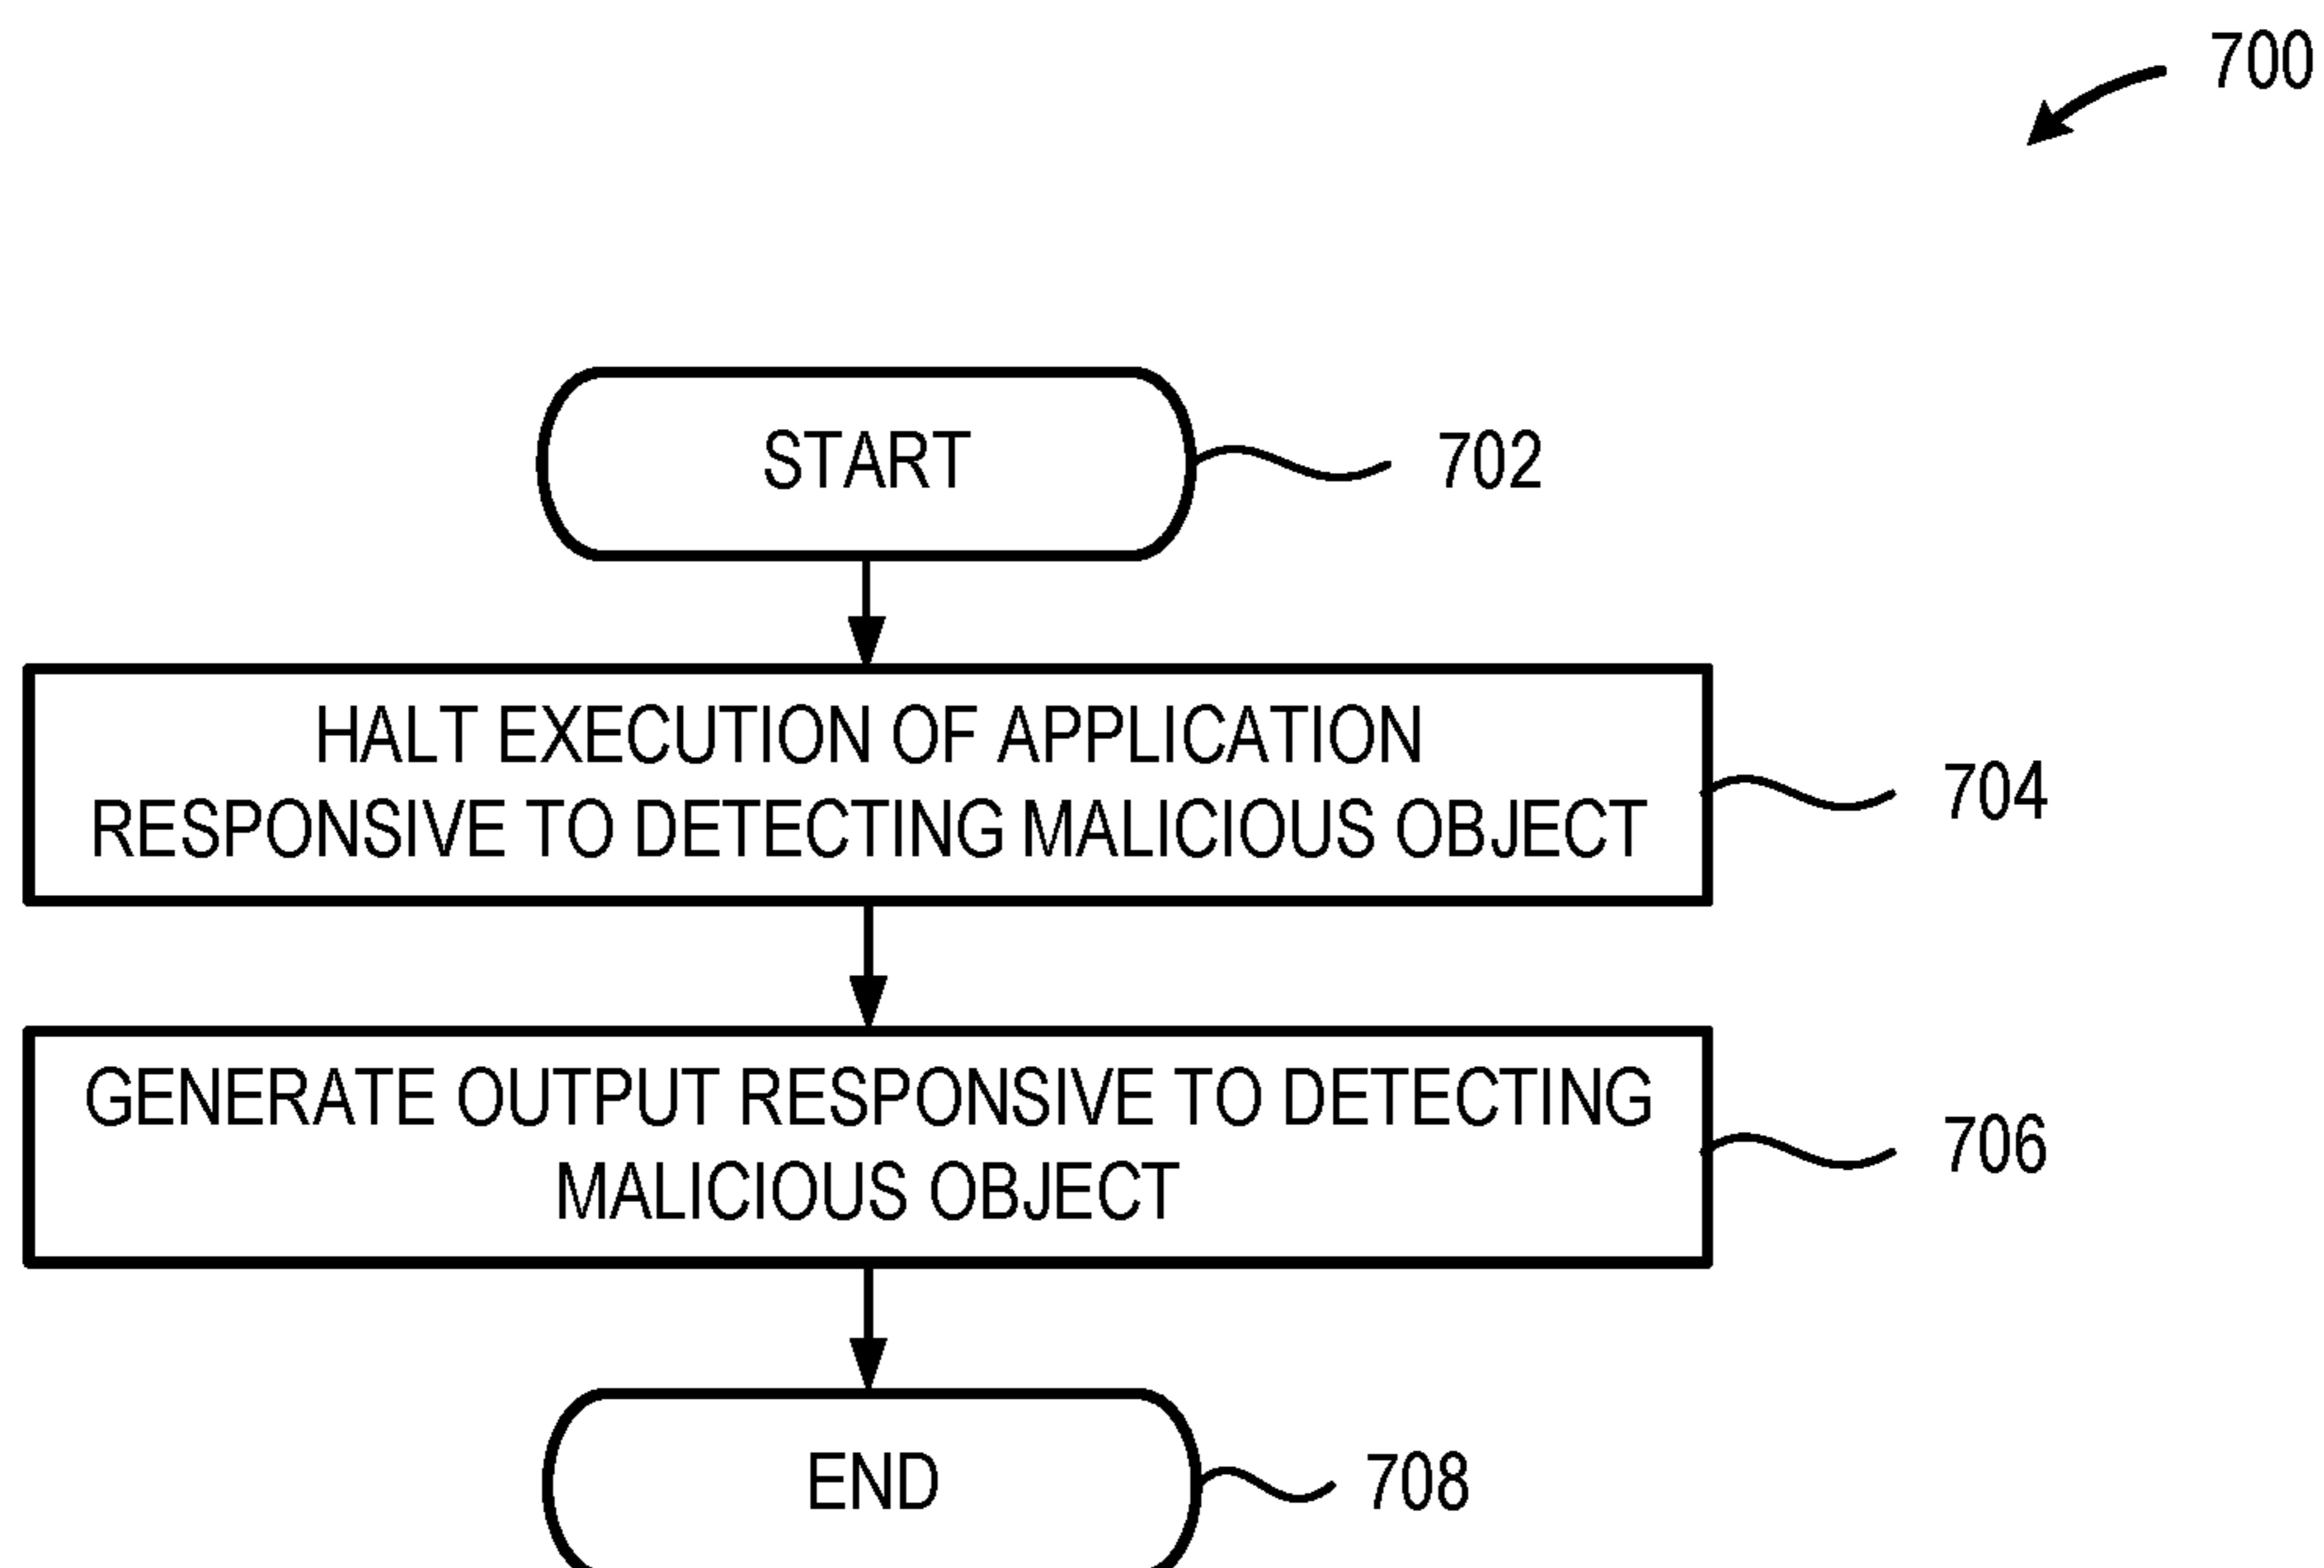 700
START
702
HALT EXECUTION OF APPLICATION
RESPONSIVE TO DETECTING MALICIOUS OBJECT
704
GENERATE OUTPUT RESPONSIVE TO DETECTING
MALICIOUS OBJECT
706
END
708